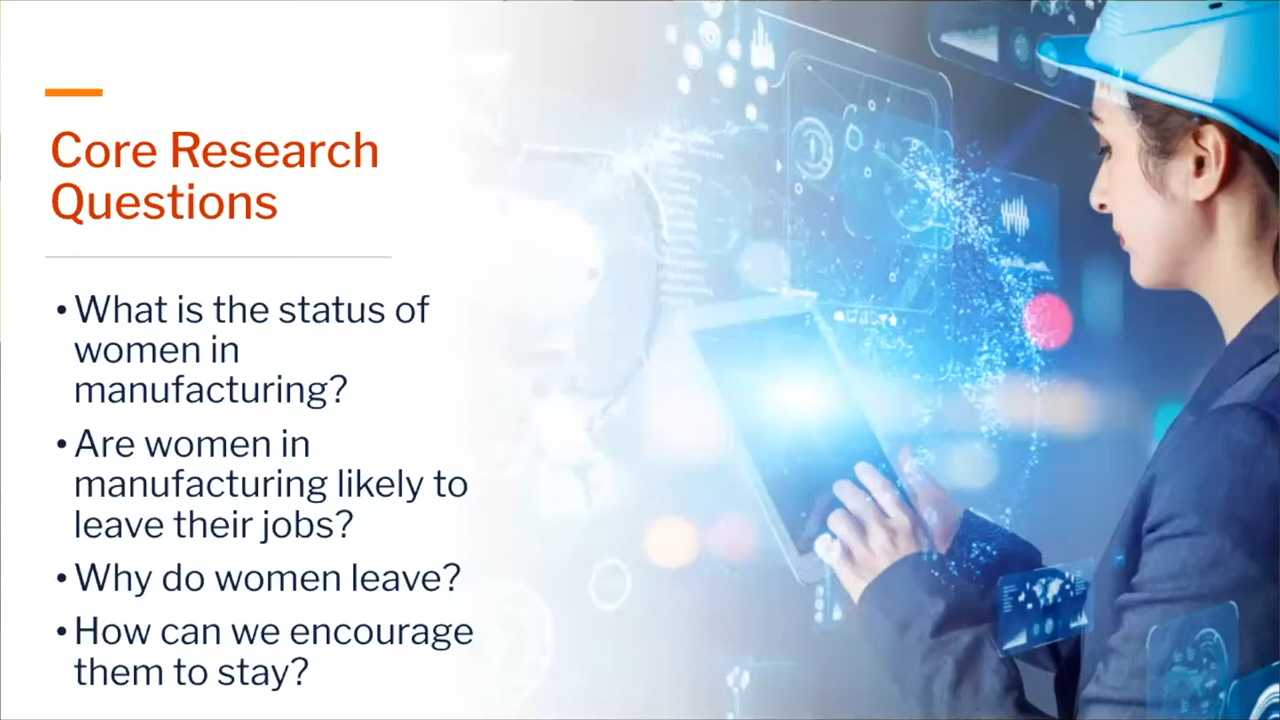 Core Research
Questions
• What is the status of
women in
manufacturing?
• Are women in
manufacturing likely to
leave their jobs?
• Why do women leave?
• How can we encourage
them to stay?